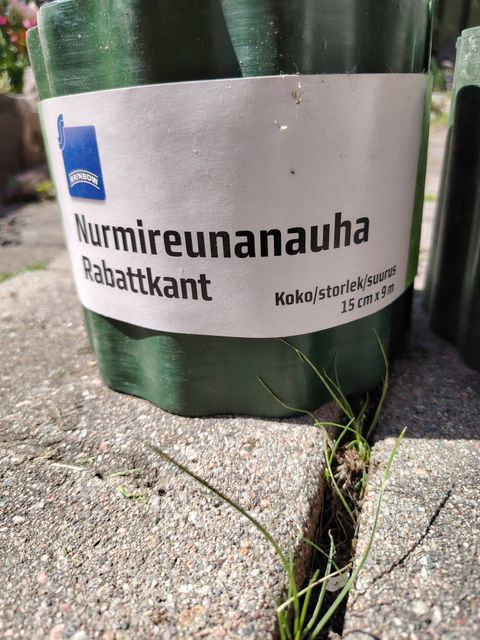 RAINBOW
Nurmireunanauha
Rabattkant
Koko/storlek/suurus
15 cm x 9 m